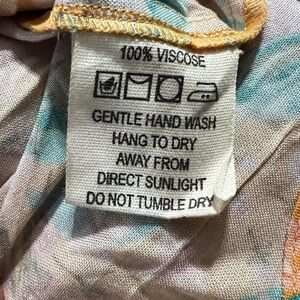 100% VISCOSE
GENTLE HAND WASH
HANG TO DRY
AWAY FROM
DIRECT SUNLIGHT
DO NOT TUMBLE DRY